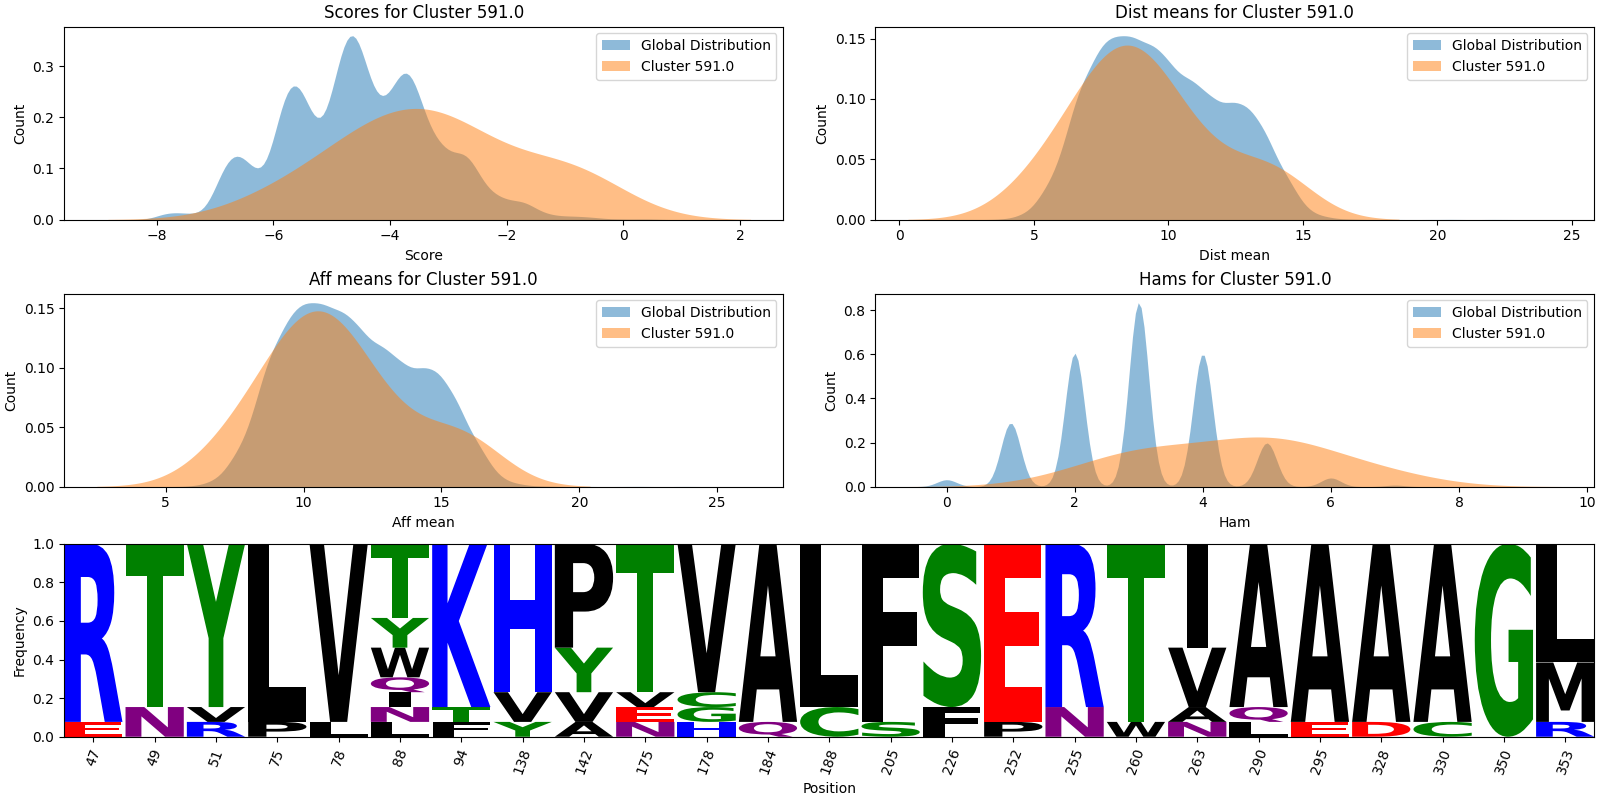 Scores for Cluster 591.0
Dist means for Cluster 591.0
Count
0.3
0.2
0.1
0.0
Global Distribution
Cluster 591.0
−8
−6
−4
−2
0
2
Score
Count
0.15
0.10
0.05
0.00
Global Distribution
Cluster 591.0
0
5
10
15
20
25
Dist mean
Aff means for Cluster 591.0
Hams for Cluster 591.0
Count
0.15
0.10
0.05
0.00
Global Distribution
Cluster 591.0
5
10
15
20
25
Aff mean
Count
0.8
0.6
0.4
0.2
0.0
Global Distribution
Cluster 591.0
0
2
4
6
8
10
Ham
Frequency
1.0
0.8
0.6
0.4
0.2
0.0
R T Y L V T K H P T V A L F S E R T I A A A A G L
47 49 51 75 78 88 94 138 142 175 178 184 188 205 226 252 255 260 263 290 295 328 330 350 353
Position